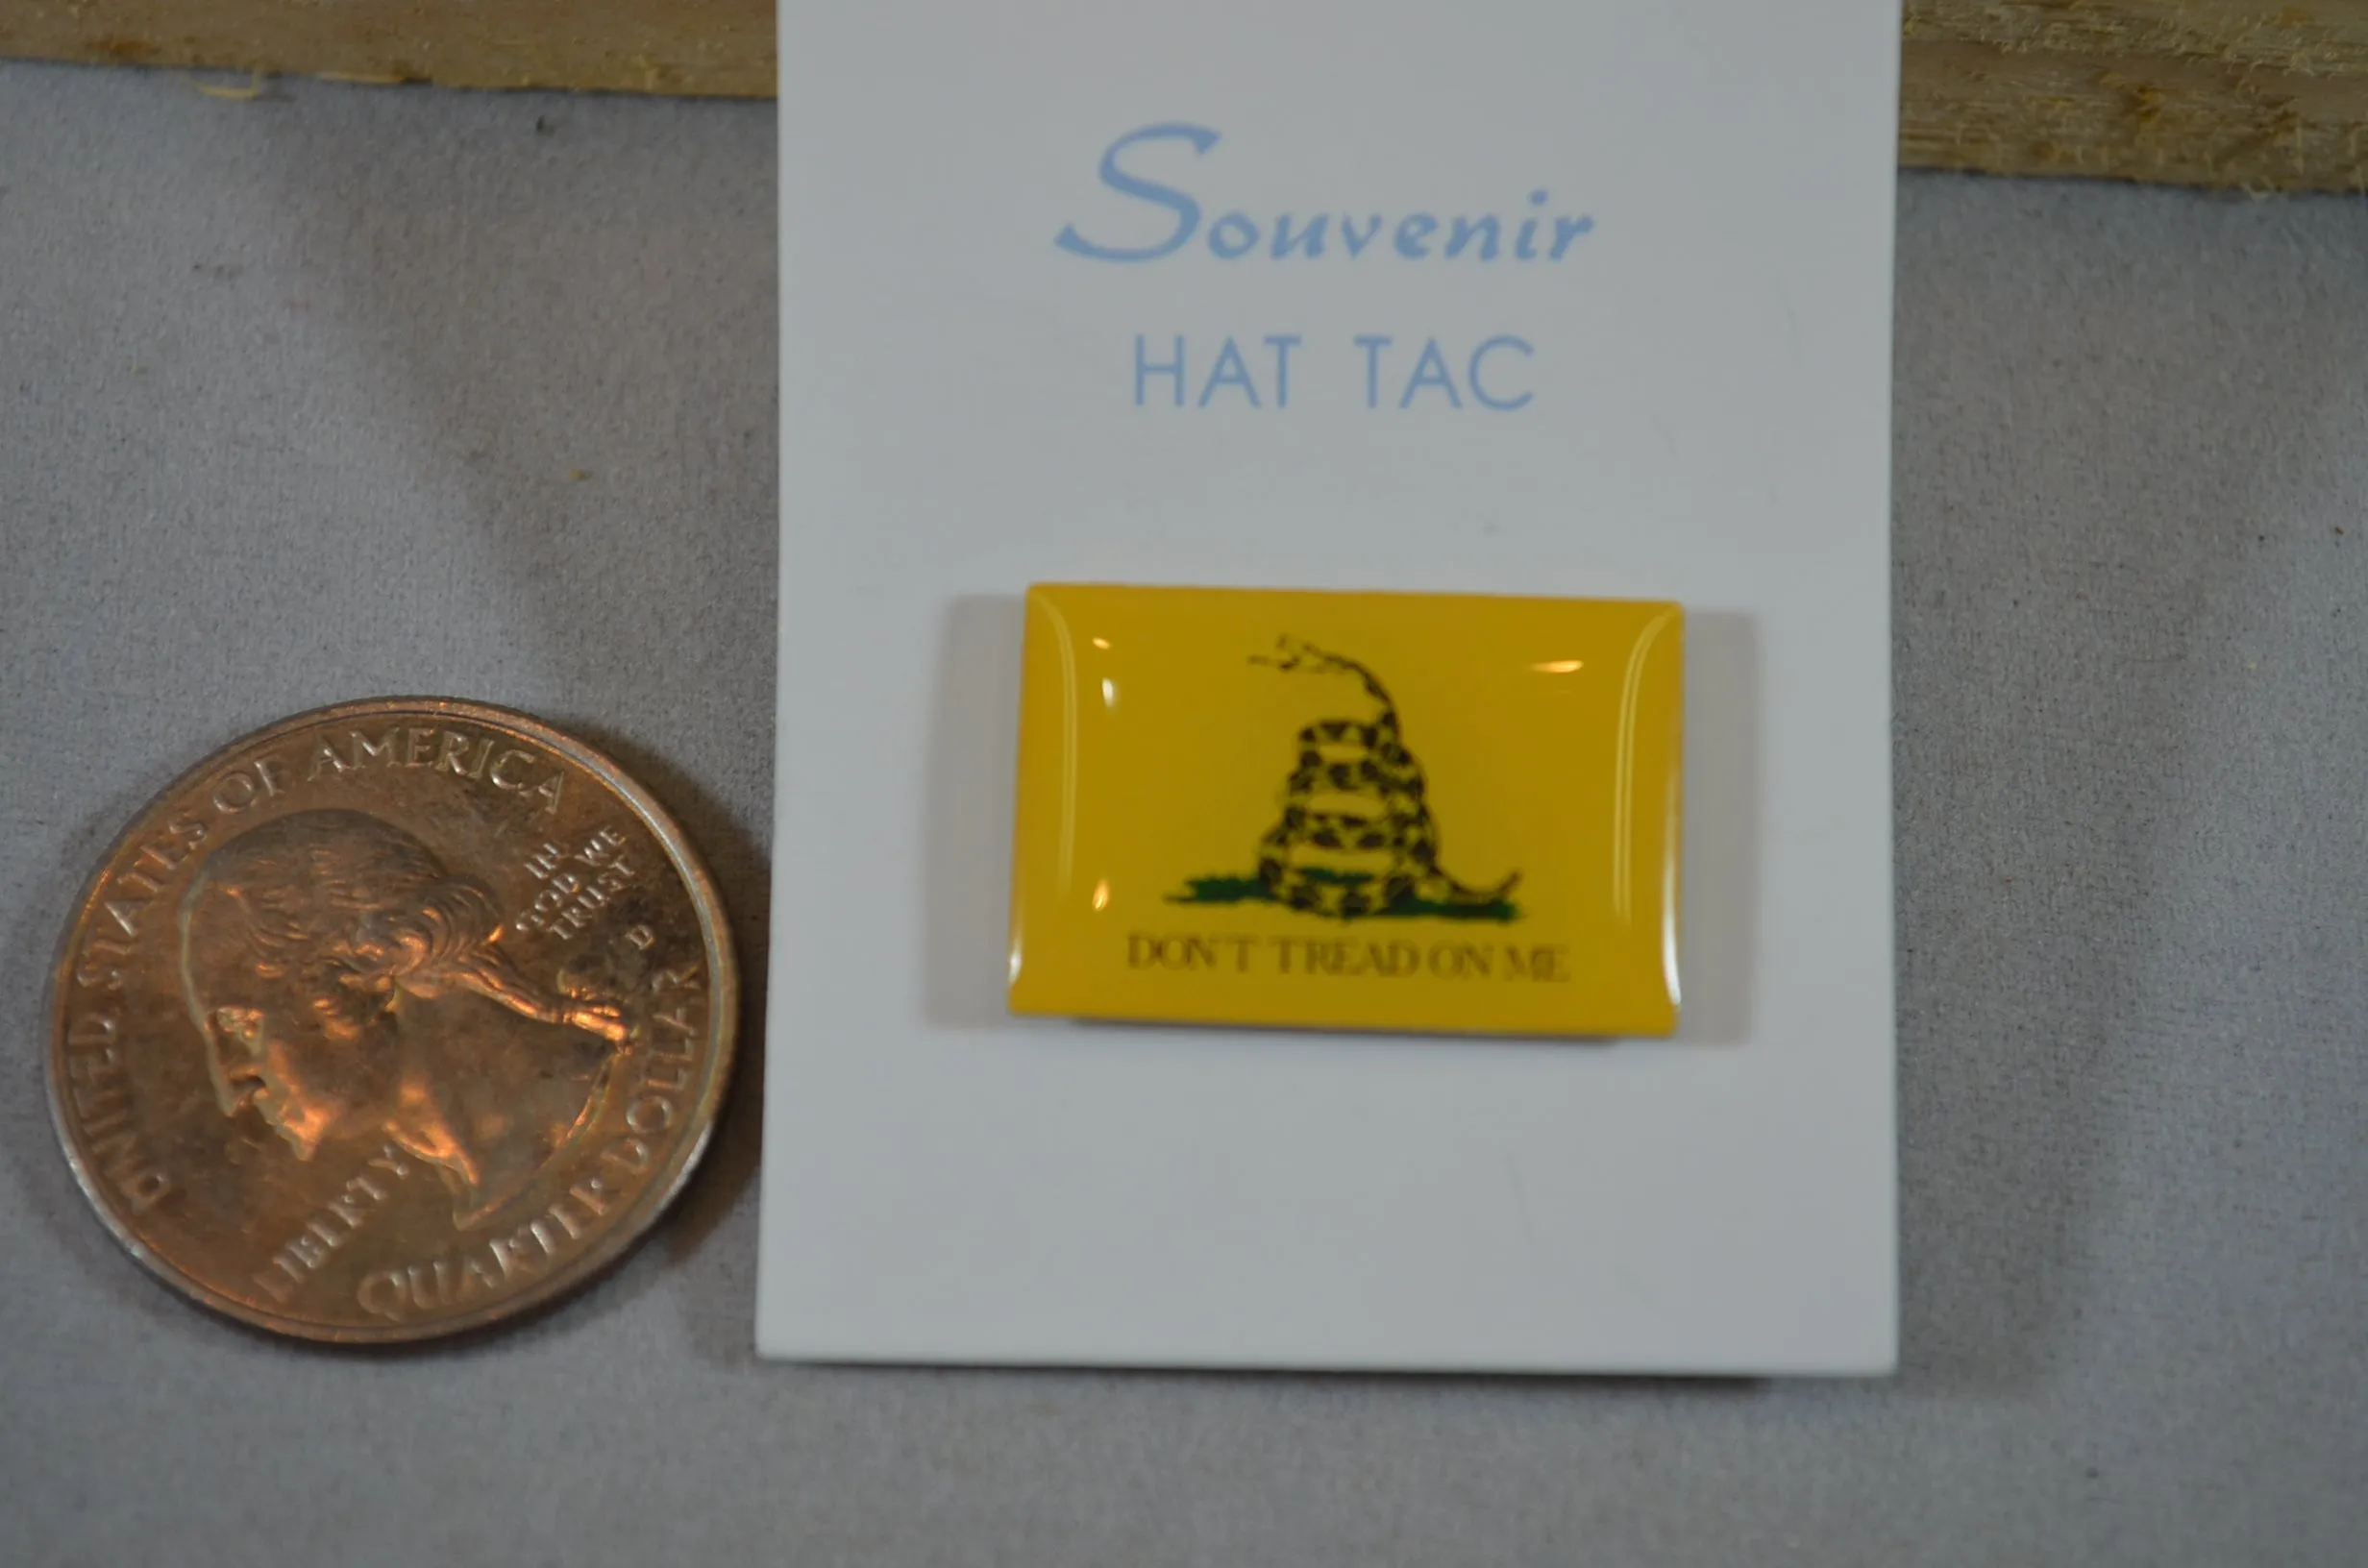 Souvenir
HAT TAC
DON'T TREAD ON ME
UNITED STATES OF AMERICA
IN
GOD WE
TRUST
D
LIBERTY
QUARTER DOLLAR